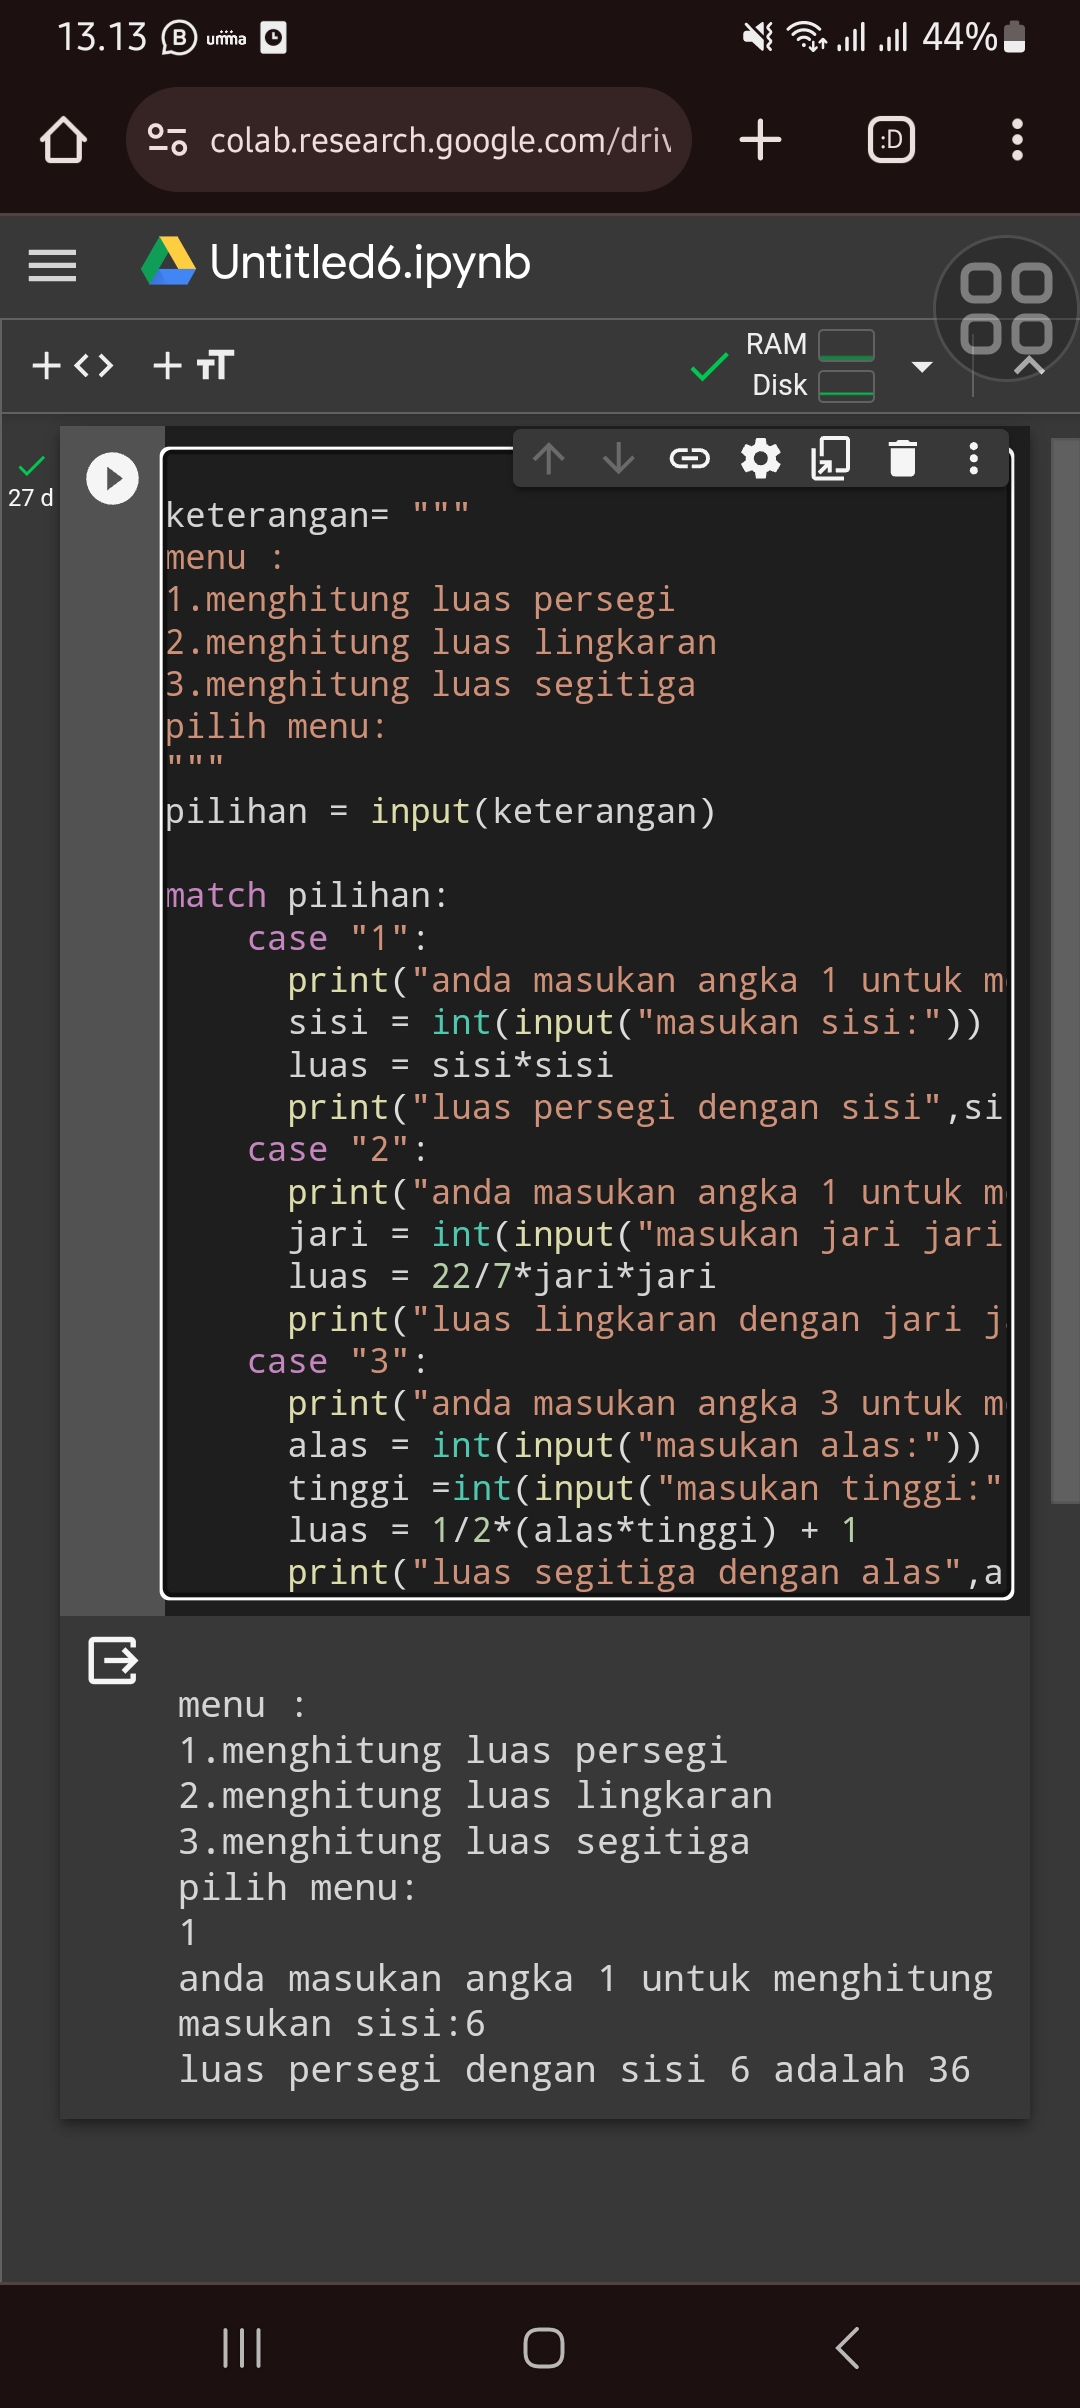 13.13
B
umma
44%
colab.research.google.com/driv
:D
Untitled6.ipynb
RAM
Disk
27 d
keterangan= """
menu :
1.menghitung luas persegi
2.menghitung luas lingkaran
3.menghitung luas segitiga
pilih menu:
"""
pilihan = input(keterangan)
match pilihan:
case "1":
print("anda masukan angka 1 untuk m
sisi = int(input("masukan sisi:"))
luas = sisi*sisi
print("luas persegi dengan sisi",si
case "2":
print("anda masukan angka 1 untuk m
jari = int(input("masukan jari jari
luas = 22/7*jari*jari
print("luas lingkaran dengan jari j
case "3":
print("anda masukan angka 3 untuk m
alas = int(input("masukan alas:"))
tinggi =int(input("masukan tinggi:"
luas = 1/2*(alas*tinggi) + 1
print("luas segitiga dengan alas",a
menu :
1.menghitung luas persegi
2.menghitung luas lingkaran
3.menghitung luas segitiga
pilih menu:
1
anda masukan angka 1 untuk menghitung
masukan sisi:6
luas persegi dengan sisi 6 adalah 36